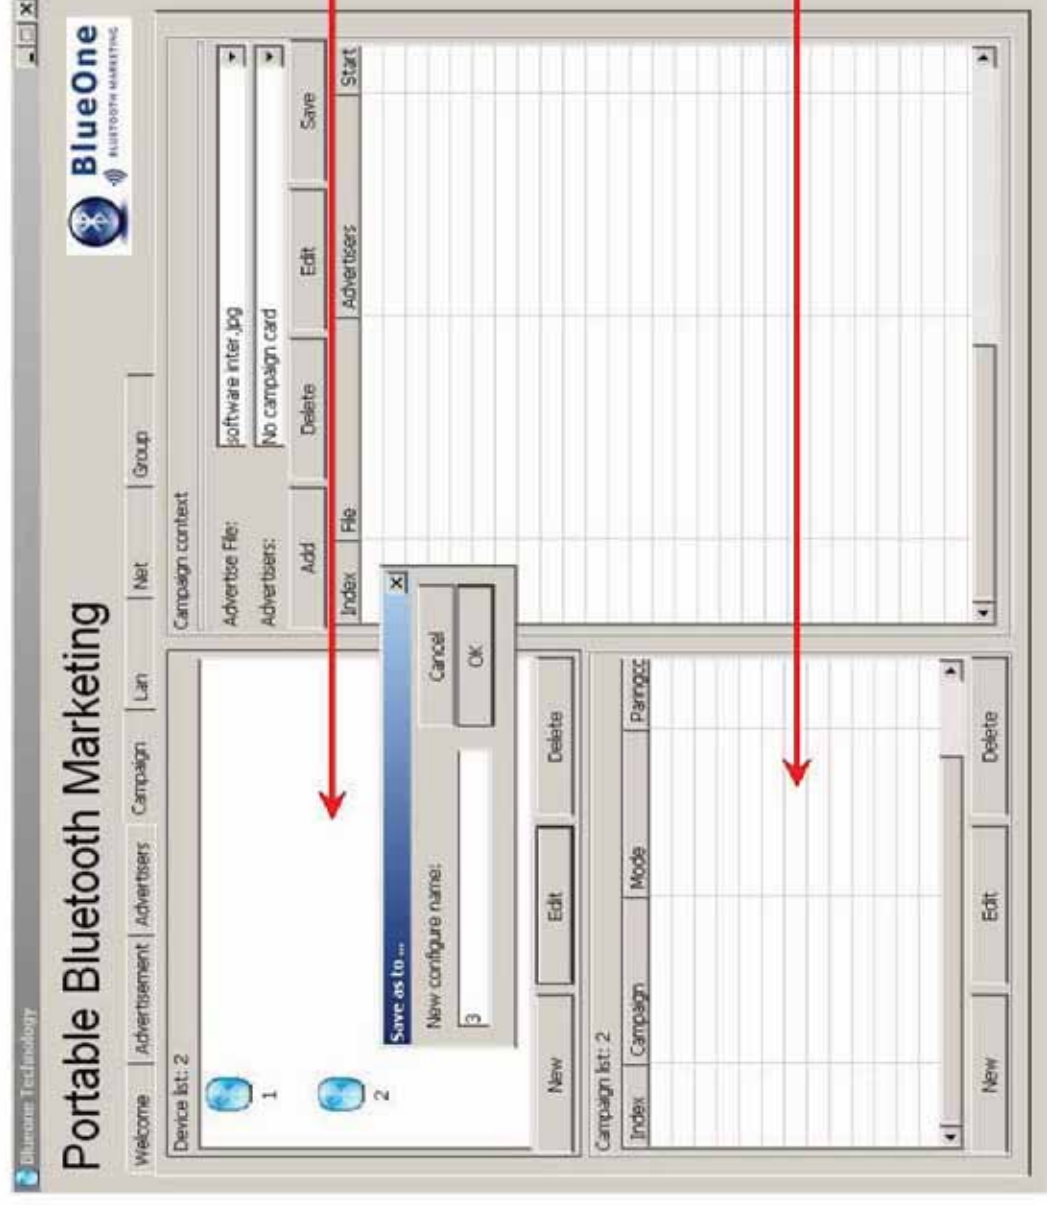 Blueone Technology
Portable Bluetooth Marketing
BlueOne
BLUETOOTH MARKETING
Welcome
Advertisement
Advertisers
Campaign
Lan
Net
Group
Device list: 2
1
2
New
Edit
Delete
Save as to ...
New configure name:
3
Cancel
OK
Campaign list: 2
Index
Campaign
Mode
Paringcc
New
Edit
Delete
Campaign context
Advertise File:
software inter.jpg
Advertisers:
No campaign card
Add
Delete
Edit
Save
Index
File
Advertisers
Start